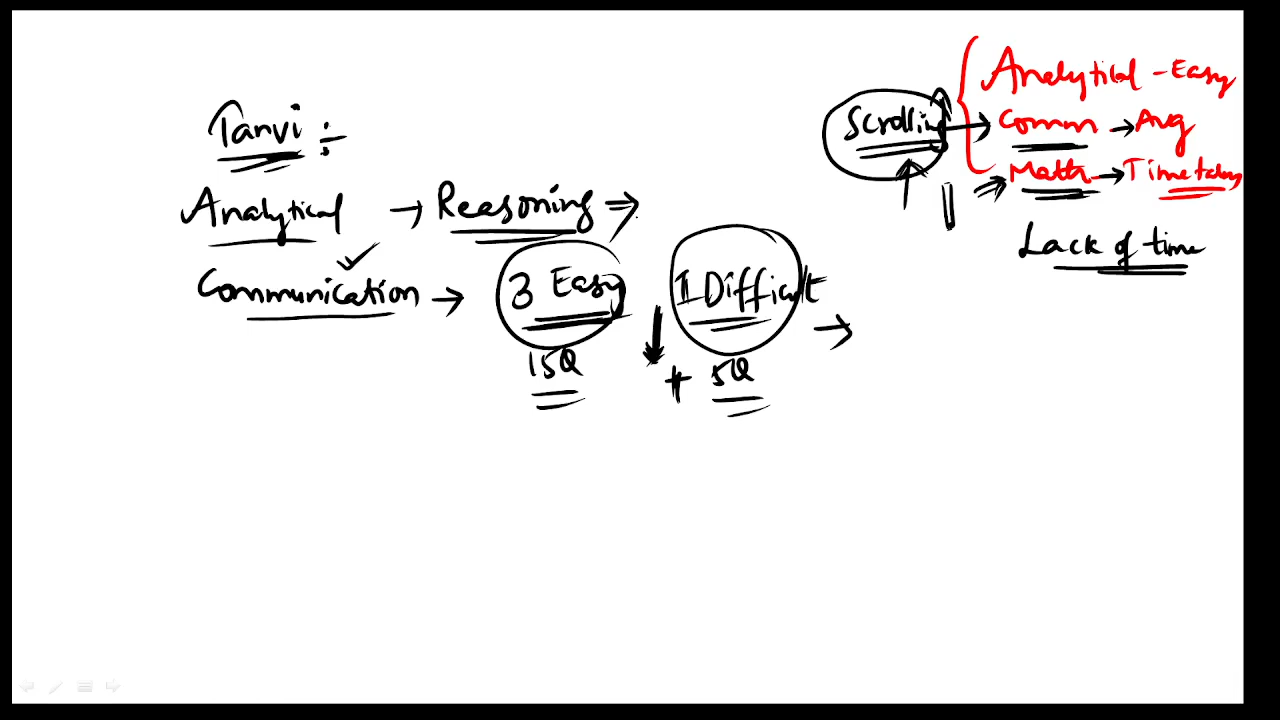 Tanvi :-
Analytical → Reasoning ⇒
Communication ✓ → 3 Easy 1 Difficult →
15Q + 5Q
Scrolling →
Analytical - Easy
Comm → Avg
Math → Time taking
Lack of time